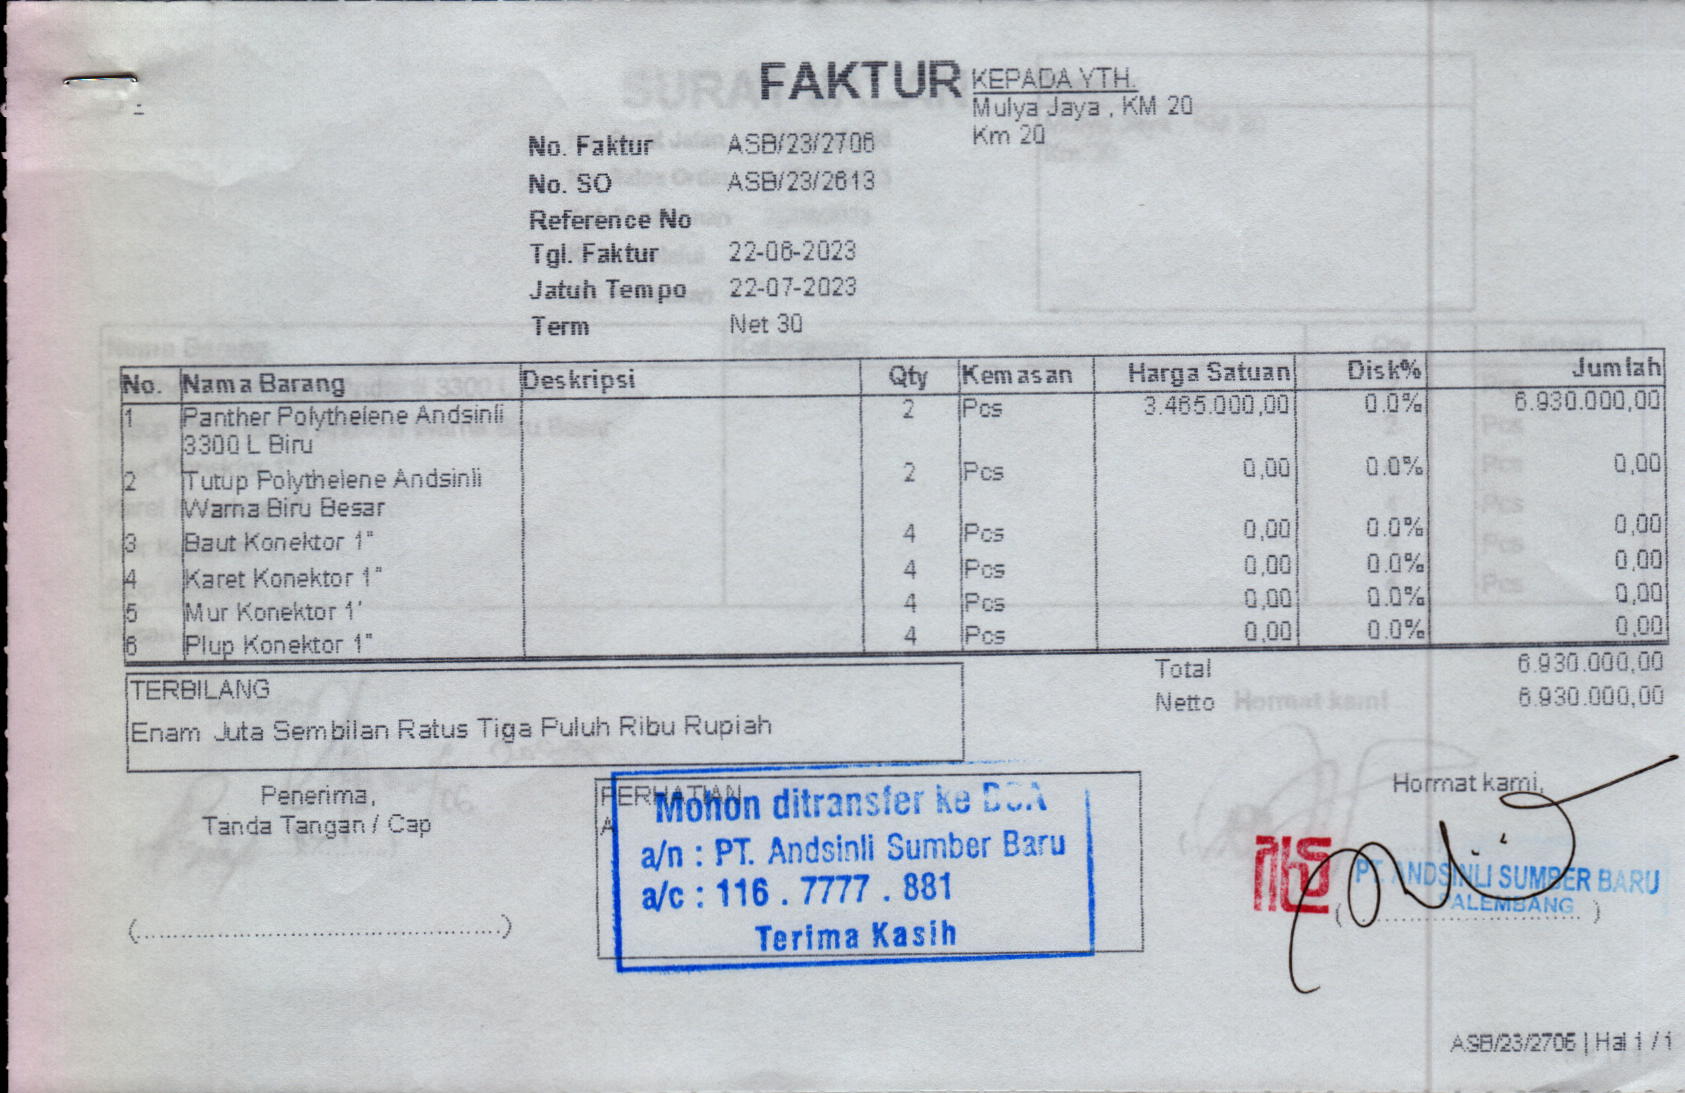 FAKTUR
KEPADA YTH.
Mulya Jaya , KM 20
Km 20
No. Faktur ASB/23/2706
No. SO ASB/23/2613
Reference No
Tgl. Faktur 22-06-2023
Jatuh Tempo 22-07-2023
Term Net 30
No. Nama Barang Deskripsi Qty Kemasan Harga Satuan Disk% Jumlah
1 Panther Polythelene Andsinli 2 Pcs 3.465.000,00 0.0% 6.930.000,00
3300 L Biru
2 Tutup Polythelene Andsinli 2 Pcs 0,00 0.0% 0,00
Warna Biru Besar
3 Baut Konektor 1" 4 Pcs 0,00 0.0% 0,00
4 Karet Konektor 1" 4 Pcs 0,00 0.0% 0,00
5 Mur Konektor 1' 4 Pcs 0,00 0.0% 0,00
6 Plup Konektor 1" 4 Pcs 0,00 0.0% 0,00
Total 6.930.000,00
Netto 6.930.000,00
TERBILANG
Enam Juta Sembilan Ratus Tiga Puluh Ribu Rupiah
Penerima,
Tanda Tangan / Cap
(..............................................)
PERHATIAN
Mohon ditransfer ke BCA
a/n : PT. Andsinli Sumber Baru
a/c : 116 . 7777 . 881
Terima Kasih
Hormat kami,
PT. ANDSINLI SUMBER BARU
PALEMBANG
(..............................)
ASB/23/2706 | Hal 1 / 1